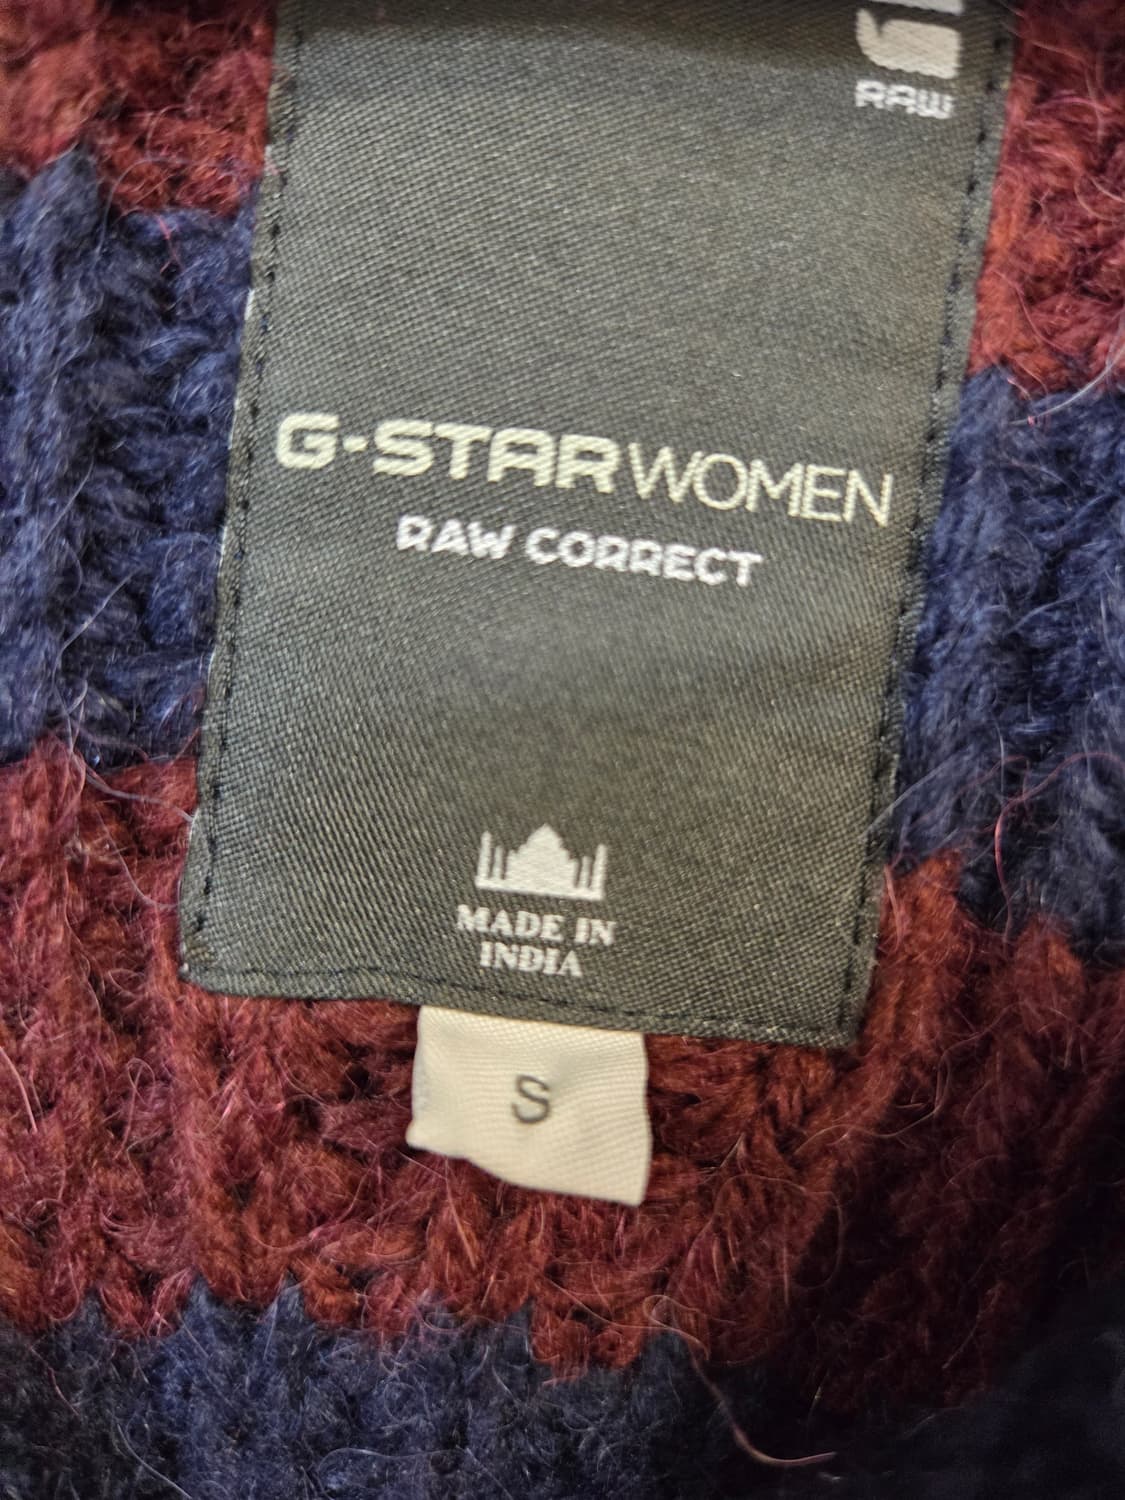 RAW
G-STAR WOMEN
RAW CORRECT
MADE IN
INDIA
S